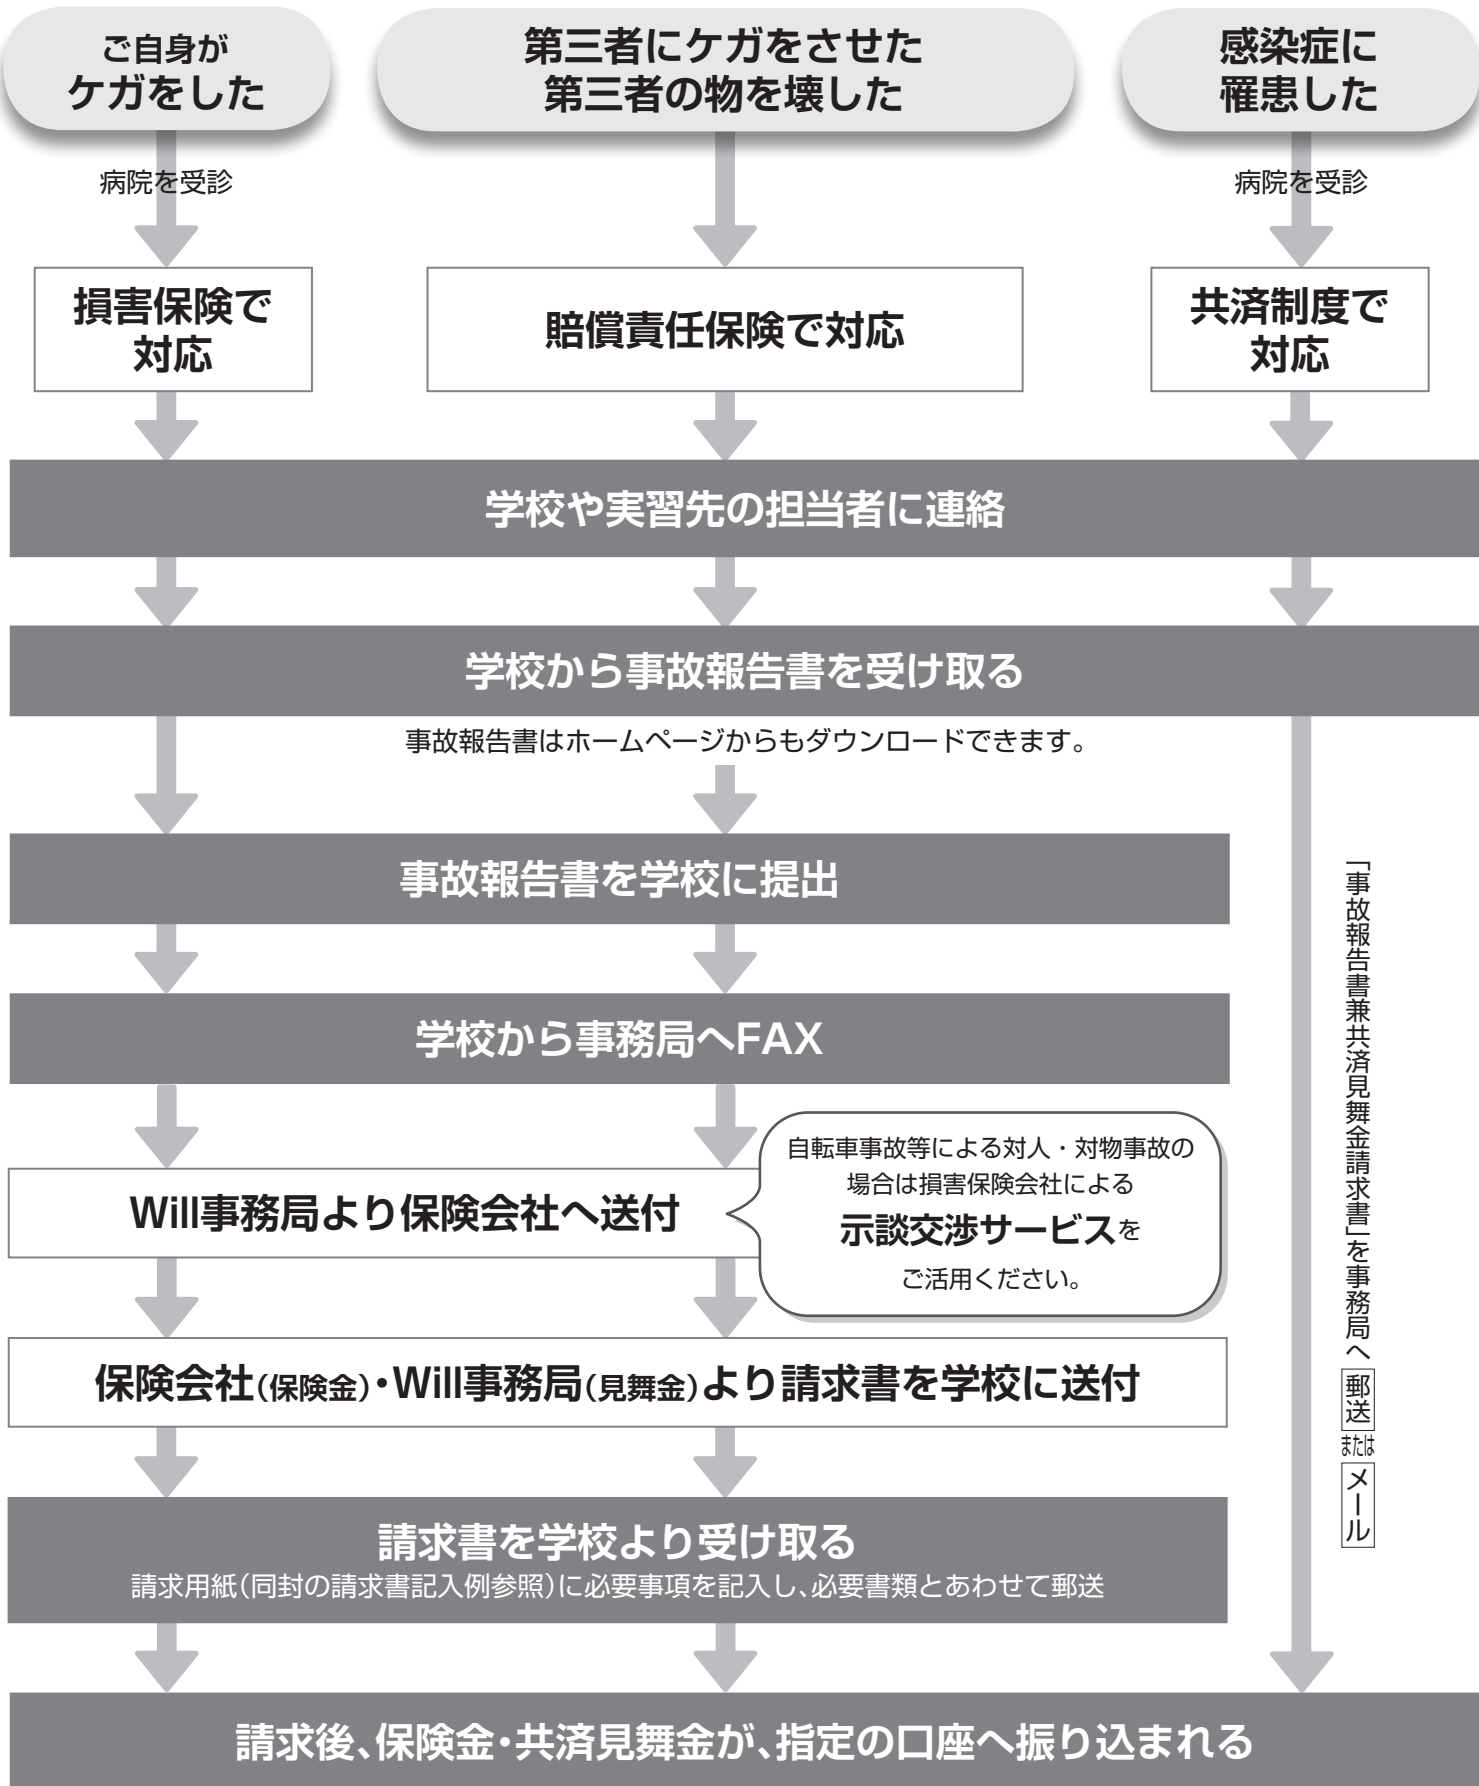 ご自身が
ケガをした
第三者にケガをさせた
第三者の物を壊した
感染症に
罹患した
病院を受診
病院を受診
損害保険で
対応
賠償責任保険で対応
共済制度で
対応
学校や実習先の担当者に連絡
学校から事故報告書を受け取る
事故報告書はホームページからもダウンロードできます。
事故報告書を学校に提出
学校から事務局へFAX
Will事務局より保険会社へ送付
自転車事故等による対人・対物事故の
場合は損害保険会社による
示談交渉サービスを
ご活用ください。
保険会社(保険金)・Will事務局(見舞金)より請求書を学校に送付
請求書を学校より受け取る
請求用紙(同封の請求書記入例参照)に必要事項を記入し、必要書類とあわせて郵送
「事故報告書兼共済見舞金請求書」を事務局へ郵送またはメール
請求後、保険金・共済見舞金が、指定の口座へ振り込まれる